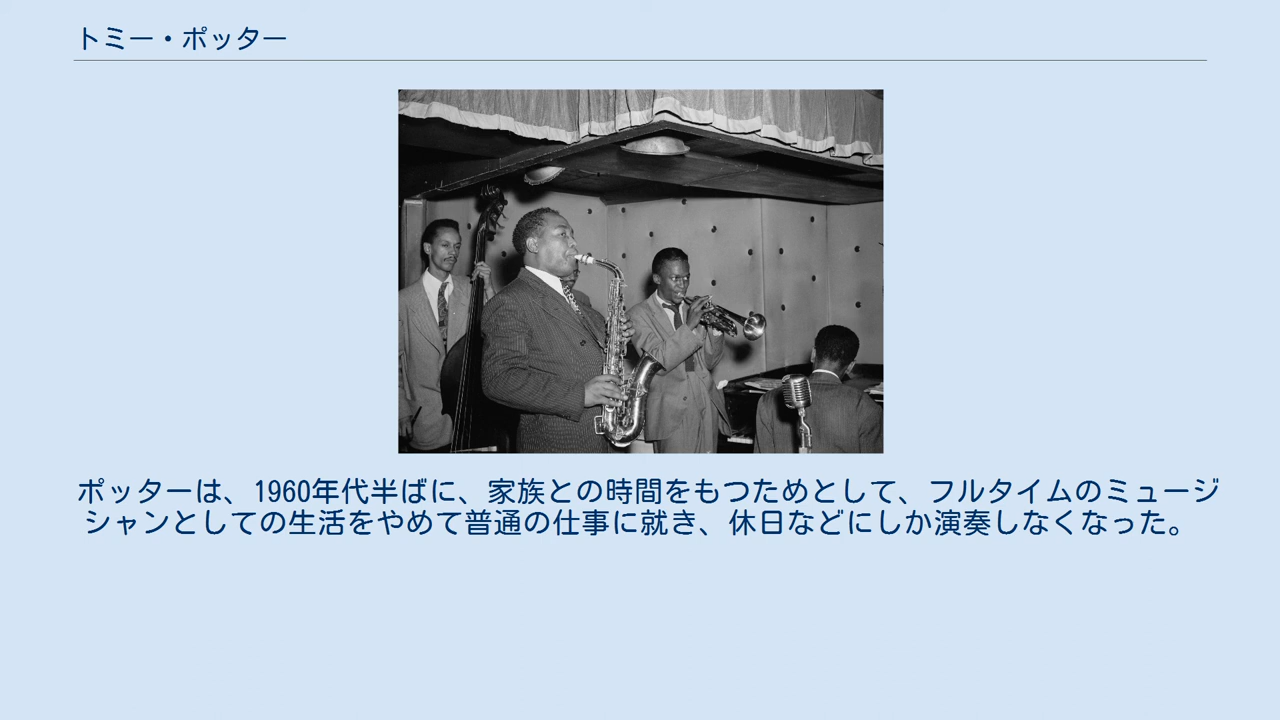 トミー・ポッター
ポッターは、1960年代半ばに、家族との時間をもつためとして、フルタイムのミュージ
シャンとしての生活をやめて普通の仕事に就き、休日などにしか演奏しなくなった。